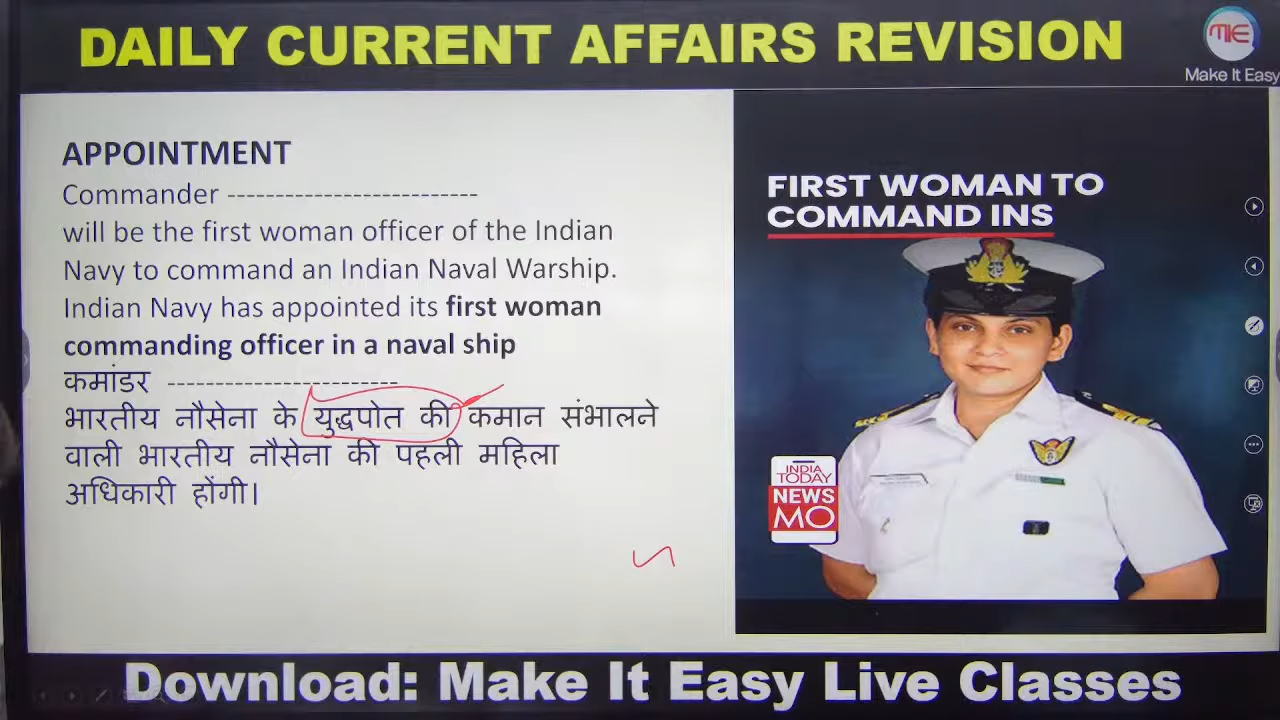 DAILY CURRENT AFFAIRS REVISION
MIE
Make It Easy
APPOINTMENT
Commander --------------------------
will be the first woman officer of the Indian
Navy to command an Indian Naval Warship.
Indian Navy has appointed its first woman
commanding officer in a naval ship
कमांडर ------------------------
भारतीय नौसेना के युद्धपोत की कमान संभालने
वाली भारतीय नौसेना की पहली महिला
अधिकारी होंगी।
FIRST WOMAN TO
COMMAND INS
INDIA
TODAY
NEWS
MO
Download: Make It Easy Live Classes